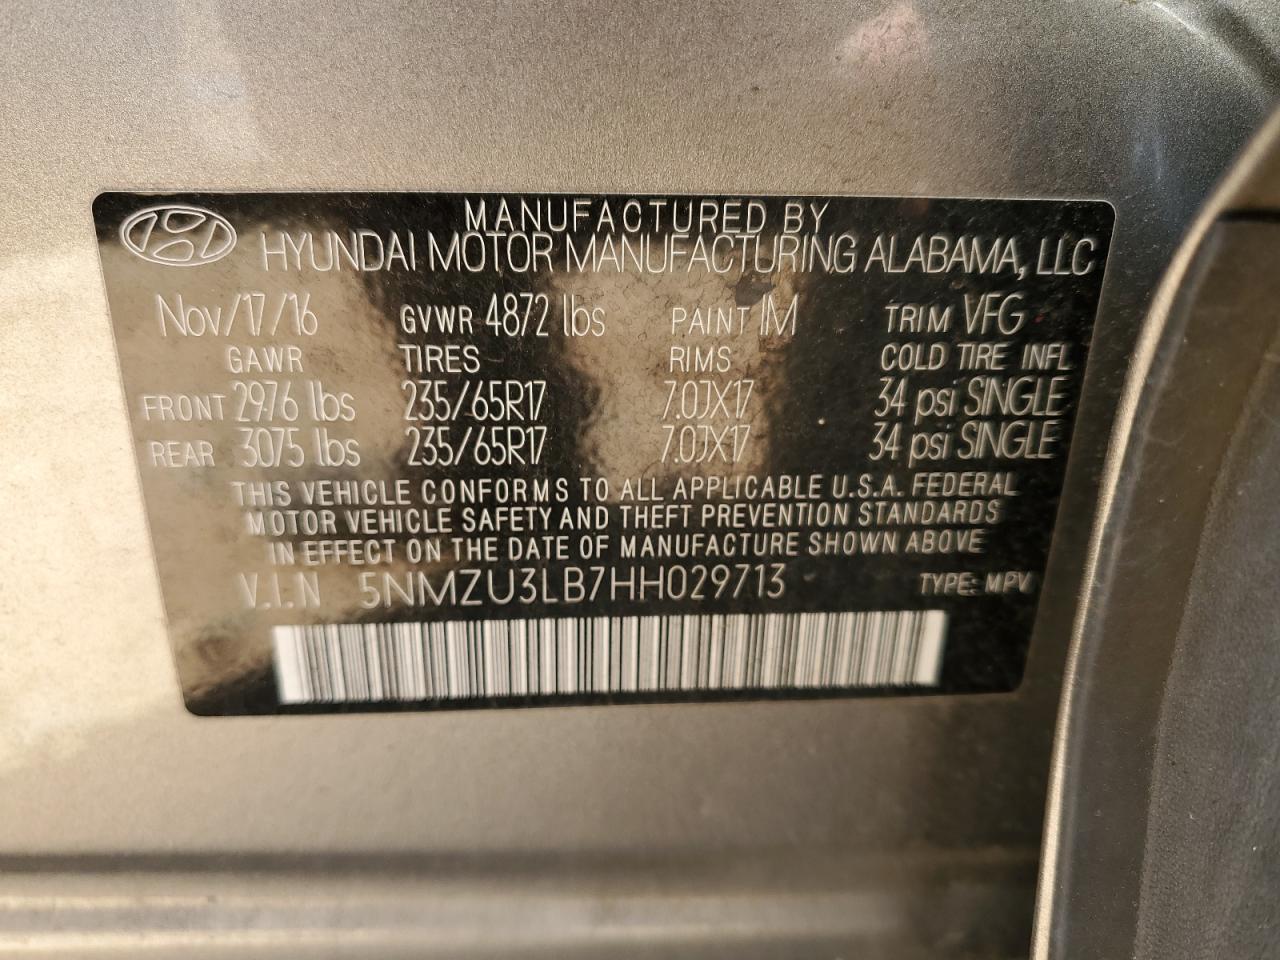 MANUFACTURED BY
HYUNDAI MOTOR MANUFACTURING ALABAMA, LLC
Nov/17/16 GVWR 4872 lbs PAINT IM TRIM VFG
GAWR TIRES RIMS COLD TIRE INFL
FRONT 2976 lbs 235/65R17 7.0JX17 34 psi SINGLE
REAR 3075 lbs 235/65R17 7.0JX17 34 psi SINGLE
THIS VEHICLE CONFORMS TO ALL APPLICABLE U.S.A. FEDERAL
MOTOR VEHICLE SAFETY AND THEFT PREVENTION STANDARDS
IN EFFECT ON THE DATE OF MANUFACTURE SHOWN ABOVE
V.I.N 5NMZU3LB7HH029713 TYPE: MPV